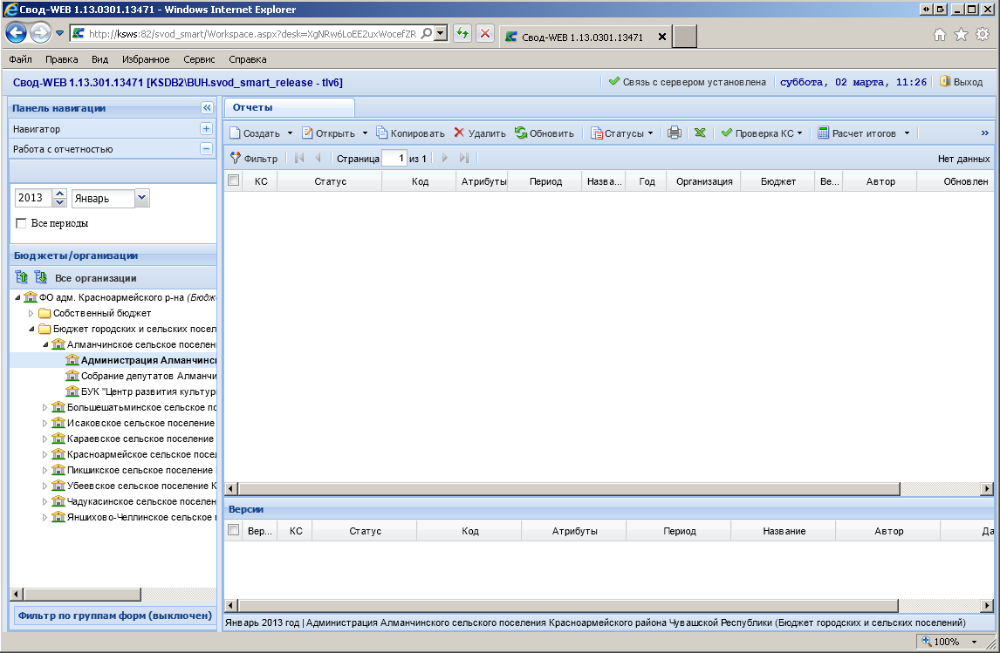 Свод-WEB 1.13.0301.13471 - Windows Internet Explorer
http://ksws:82/svod_smart/Workspace.aspx?desk=XgNRw6LoEE2uxWocefZR
Свод-WEB 1.13.0301.13471
Файл Правка Вид Избранное Сервис Справка
Свод-WEB 1.13.301.13471 [KSDB2\BUH.svod_smart_release - tlv6] Связь с сервером установлена суббота, 02 марта, 11:26 Выход
Панель навигации
Отчеты
Навигатор
Создать Открыть Копировать Удалить Обновить Статусы Проверка КС Расчет итогов
Работа с отчетностью
Фильтр Страница 1 из 1 Нет данных
КС Статус Код Атрибуты Период Назва... Год Организация Бюджет Ве... Автор Обновлен
2013 Январь
Все периоды
Бюджеты/организации
Все организации
ФО адм. Красноармейского р-на (Бюдж
Собственный бюджет
Бюджет городских и сельских посел
Алманчинское сельское поселен
Администрация Алманчинс
Собрание депутатов Алманчи
БУК "Центр развития культур
Большешатьминское сельское по
Исаковское сельское поселение
Караевское сельское поселение
Красноармейское сельское посел
Пикшикское сельское поселение
Убеевское сельское поселение К
Чадукасинское сельское поселен
Яншихово-Челлинское сельское
Версии
Вер... КС Статус Код Атрибуты Период Название Автор Да
Фильтр по группам форм (выключен)
Январь 2013 год | Администрация Алманчинского сельского поселения Красноармейского района Чувашской Республики (Бюджет городских и сельских поселений)
100%